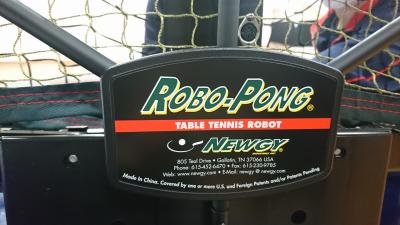 ROBO-PONG®
TABLE TENNIS ROBOT
NEWGY®
805 Teal Drive • Gallatin, TN 37066 USA
Phone: 615-452-6470 • Fax: 615-230-9785
Web: www.newgy.com • E-Mail: newgy @ newgy.com
Made In China. Covered by one or more U.S. and Foreign Patents and/or Patents Pending